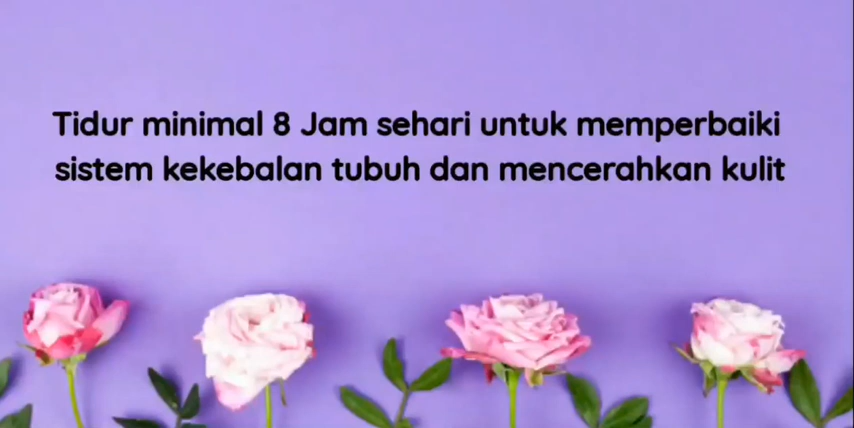 Tidur minimal 8 Jam sehari untuk memperbaiki
sistem kekebalan tubuh dan mencerahkan kulit